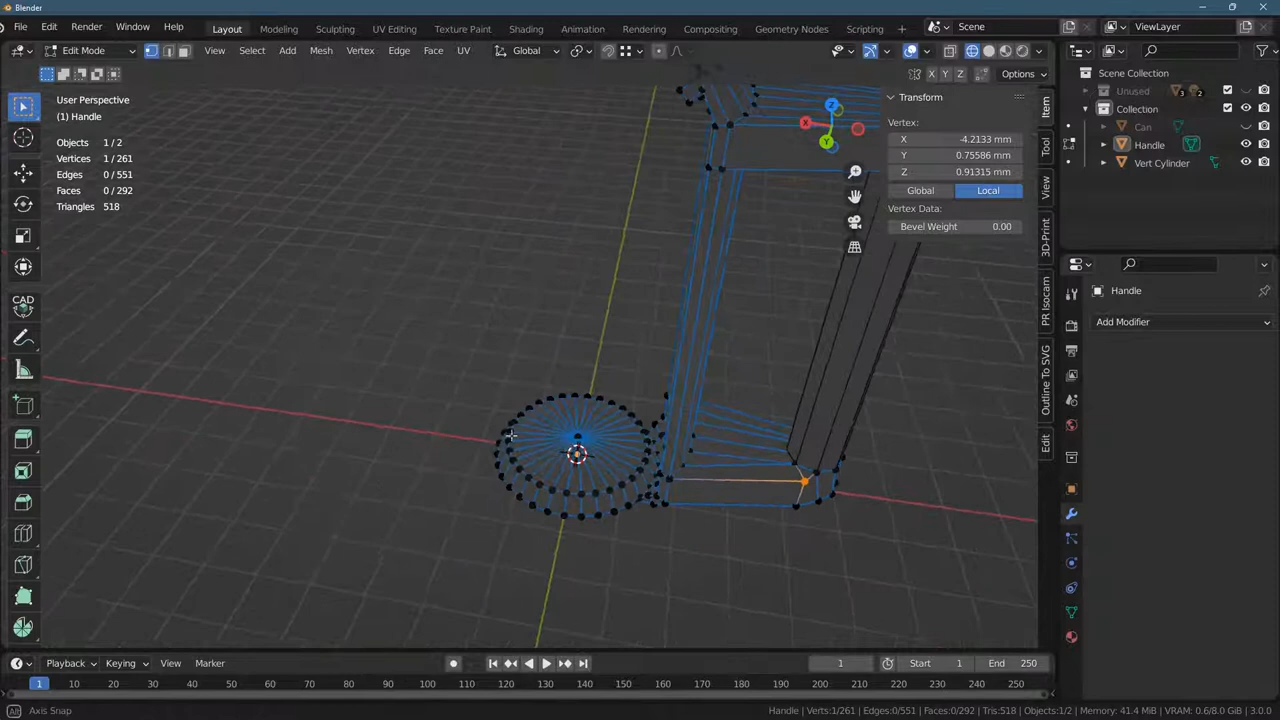 Blender
File Edit Render Window Help Layout Modeling Sculpting UV Editing Texture Paint Shading Animation Rendering Compositing Geometry Nodes Scripting + Scene ViewLayer
Edit Mode View Select Add Mesh Vertex Edge Face UV Global
X Y Z Options
User Perspective
(1) Handle
Objects 1 / 2
Vertices 1 / 261
Edges 0 / 551
Faces 0 / 292
Triangles 518
Z
X
Y
Transform
Vertex:
X -4.2133 mm
Y 0.75586 mm
Z 0.91315 mm
Global Local
Vertex Data:
Bevel Weight 0.00
Item
Tool
View
3D-Print
PR Isocam
Outline To SVG
Edit
CAD
Scene Collection
Unused 3 2
Collection
Can
Handle
Vert Cylinder
Handle
Add Modifier
Playback Keying View Marker 1 Start 1 End 250
1 10 20 30 40 50 60 70 80 90 100 110 120 130 140 150 160 170 180 190 200 210 220 230 240 250
Alt Axis Snap
Handle | Verts:1/261 | Edges:0/551 | Faces:0/292 | Tris:518 | Objects:1/2 | Memory: 41.4 MiB | VRAM: 0.6/8.0 GiB | 3.0.0